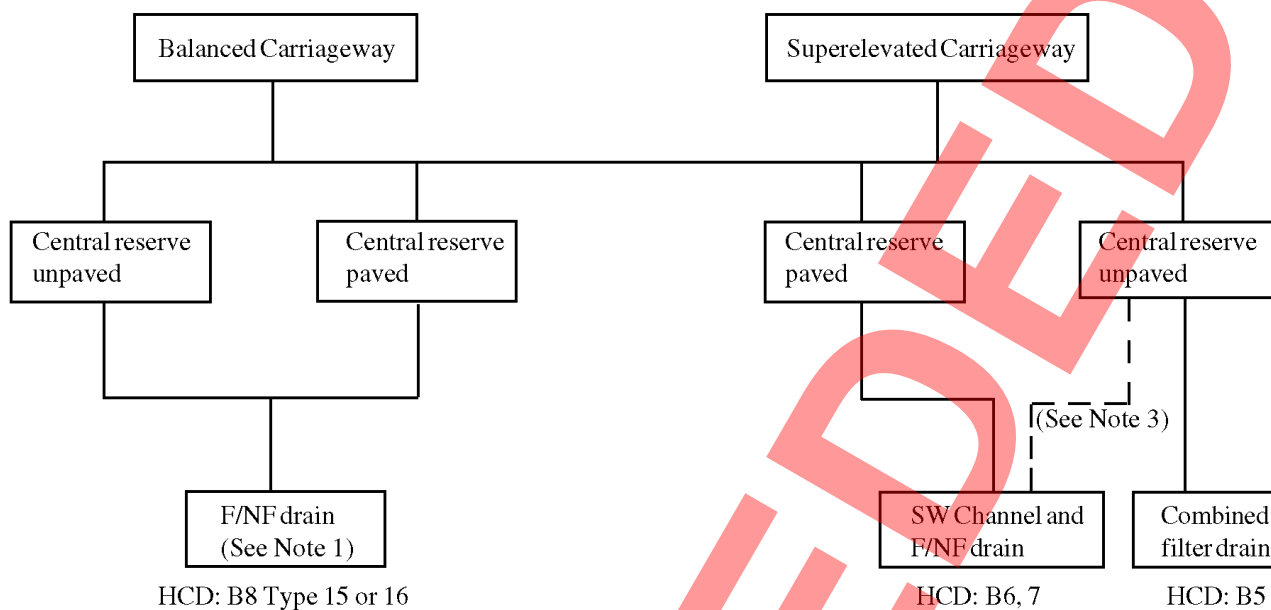 Balanced Carriageway
Superelevated Carriageway
Central reserve
unpaved
Central reserve
paved
Central reserve
paved
Central reserve
unpaved
(See Note 3)
F/NF drain
(See Note 1)
SW Channel and
F/NF drain
Combined
filter drain
HCD: B8 Type 15 or 16
HCD: B6, 7
HCD: B5
EDED